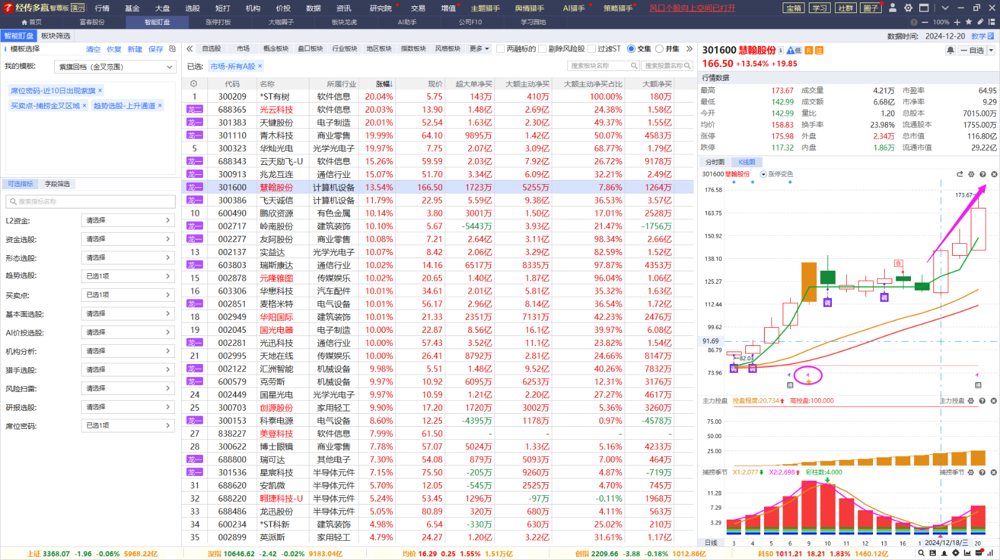 经传多赢 智尊版 演示 行情 基金 大盘 选股 短打 机构 价投 数据 资讯 研究院 交易 增值 主题猎手 舆情猎手 AI猎手 策略猎手 风口个股向上空间已打开 宝箱 学习 社群 圈子
首页 富春股份 智能盯盘 涨停打板 大咖圈子 板块龙虎 AI助手 公司F10 学习园地 100%
智能盯盘 板块筛选 数据时间: 2024-12-20 教学
模板选择 清空 恢复 新建 保存
我的模板: 紫旗回档（金叉范围）
席位密码-近10日出现紫旗 ×
买卖点-捕捞金叉区域 × 趋势选股-上升通道 ×
可选指标 字段筛选
搜索指标名称
L2资金: 请选择
资金选股: 请选择
形态选股: 请选择
趋势选股: 已选1项
买卖点: 已选1项
基本面选股: 请选择
AI价投选股: 请选择
机构分析: 请选择
猎手选股: 请选择
风险扫雷: 请选择
研报选股: 请选择
席位密码: 已选1项
自选股 市场 概念板块 盘口板块 行业板块 地区板块 指数板块 风格板块 更多 两融标的 剔除风险股 过滤ST 交集 并集
已选: 市场-所有A股 × 搜索板块名称 搜索股票名称
代码 名称 所属行业 涨幅↓ 现价 超大单净买 大额主动净买 大额主动净买占比 大额净买
1 300209 *ST有树 软件信息 20.04% 5.75 143万 410万 100.00% 180万
龙一 688365 光云科技 软件信息 20.03% 13.90 1.48亿 2.69亿 24.38% 1.58亿
龙一 301383 天键股份 电子制造 20.01% 52.54 1.63亿 2.30亿 49.37% 1.55亿
龙一 301110 青木科技 商业零售 19.99% 64.10 9895万 1.42亿 50.07% 4583万
5 300323 华灿光电 光学光电子 19.97% 7.75 2.07亿 3.09亿 68.77% 1.79亿
龙一 688343 云天励飞-U 软件信息 15.26% 59.59 2.03亿 7.92亿 26.72% 9178万
龙一 300913 兆龙互连 通信行业 15.07% 51.70 3.34亿 6.09亿 32.21% 2.49亿
龙一 301600 慧翰股份 计算机设备 13.54% 166.50 1723万 5255万 7.86% 1264万
龙一 300386 飞天诚信 计算机设备 11.79% 22.95 5.59亿 9.38亿 36.53% 3.57亿
10 600490 鹏欣资源 有色金属 10.14% 3.80 3001万 1.50亿 17.01% 2528万
龙一 002717 岭南股份 建筑装饰 10.10% 5.67 -5443万 3.93亿 21.47% -1756万
龙一 002277 友阿股份 商业零售 10.08% 7.21 2.64亿 3.11亿 98.34% 2.66亿
13 002137 实益达 光学光电子 10.07% 8.42 2.06亿 3.29亿 82.59% 1.52亿
龙一 603803 瑞斯康达 通信行业 10.02% 14.16 6517万 8335万 97.87% 4353万
15 002878 元隆雅图 传媒娱乐 10.02% 20.65 1.40亿 1.87亿 96.04% 1.06亿
16 603306 华懋科技 汽车配件 10.01% 34.61 2.01亿 5.81亿 35.32% 1.63亿
龙一 002851 麦格米特 电气设备 10.01% 56.17 2.96亿 8.14亿 36.54% 1.72亿
18 002949 华阳国际 建筑装饰 10.01% 21.33 2351万 7131万 42.23% 2476万
19 002045 国光电器 电子制造 10.00% 22.87 8.56亿 16.1亿 39.97% 6.08亿
龙一 002281 光迅科技 通信行业 10.00% 57.43 3.52亿 11.1亿 23.82% 1.54亿
21 002995 天地在线 传媒娱乐 10.00% 26.41 8792万 2.81亿 24.66% 8147万
龙一 002122 汇洲智能 机械设备 9.98% 5.51 1.48亿 9.52亿 40.26% 7832万
龙一 600579 克劳斯 机械设备 9.97% 10.92 6095万 6253万 12.31% 3176万
24 002449 国星光电 光学光电子 9.97% 10.59 1.21亿 2.20亿 27.27% 4617万
25 300703 创源股份 家用轻工 9.90% 17.20 1720万 3002万 5.36% 3260万
龙一 300153 科泰电源 电气设备 8.60% 12.25 -4395万 1178万 0.97% -4578万
27 838227 美登科技 软件信息 7.99% 61.50 - - - -
28 300622 博士眼镜 商业零售 7.78% 57.07 5024万 1.33亿 5.16% 4233万
龙一 688800 瑞可达 其他电子 7.30% 54.08 879万 5093万 7.00% 464万
龙一 301536 星宸科技 半导体元件 7.15% 75.50 -205万 9260万 4.87% -719万
31 688620 安凯微 半导体元件 5.70% 12.05 -545万 2525万 4.70% 745万
32 688220 翱捷科技-U 半导体元件 5.24% 53.45 1296万 -97万 -0.11% 1968万
33 688486 龙迅股份 半导体元件 5.05% 80.89 320万 680万 4.11% 563万
34 600234 *ST科新 建筑装饰 4.98% 6.54 -330万 630万 25.02% 210万
35 002899 英派斯 家用轻工 4.79% 24.27 1.20亿 3.22亿 31.61% 1.17亿
301600 慧翰股份 低 R 注 自选
166.50 +13.54% +19.85
行情数据
最高 173.67 成交量 4.21万 市盈率 64.95
最低 142.99 成交额 6.68亿 市净率 9.29
今开 142.99 量比 1.20 总股本 7015.00万
均价 158.83 换手率 23.98% 流通股本 1755.00万
涨停 175.98 外盘 2.34万 总市值 116.80亿
跌停 117.32 内盘 1.86万 流通市值 29.22亿
分时图 K线图
301600慧翰股份 涨停变色
176.58
173.67
163.75
150.92
138.10
125.27
调 调
112.44
99.62
91.69
86.79
←82.03
调 调
73.96
主力控盘 控盘程度:20.734 高控盘:100.000 主力控盘
75.00
50.00
25.00
捕捞季节 X1:2.077 X2:2.698 彩柱数:4.000 捕捞季节
11.28
7.29
3.29
日线 3 4 5 6 9 10 11 12 13 16 1 2024/12/18/三 20
上证 3368.07 -1.96 -0.06% 5968.22亿 深指 10646.62 -2.42 -0.02% 9183.04亿 均价 16.29 0.25 1.55% 1.51万亿 创指 2209.66 -3.88 -0.18% 1012.86亿 科50 1011.21 18.21 1.83% 1460.12亿